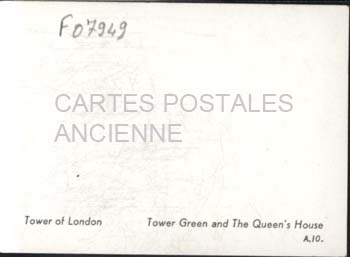 F07949
CARTES POSTALES
ANCIENNE
Tower of London
Tower Green and The Queen's House
A.10.